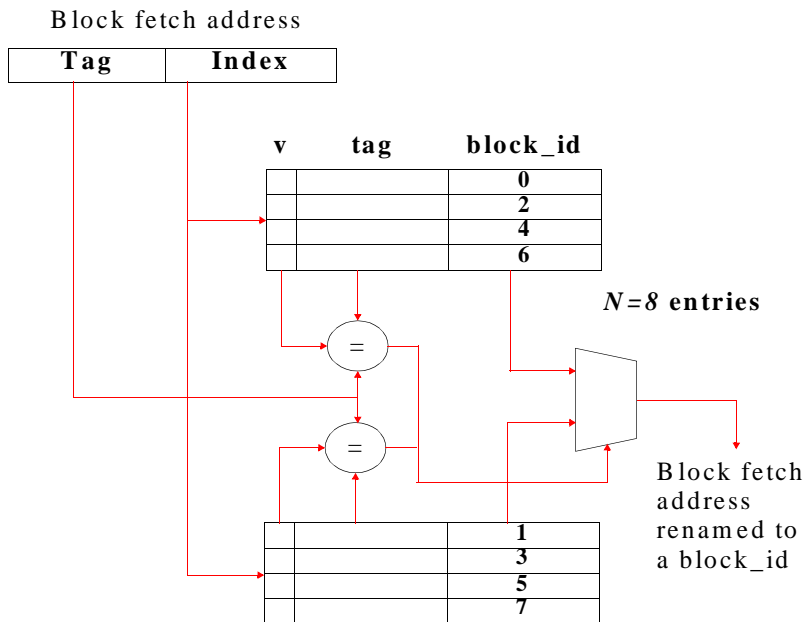 Block fetch address
Tag Index
v tag block_id
0
2
4
6
N=8 entries
=
=
Block fetch
address
renamed to
a block_id
1
3
5
7